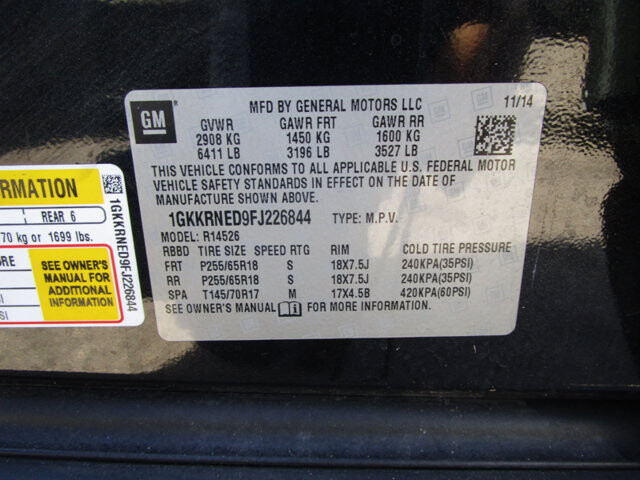 GM
MFD BY GENERAL MOTORS LLC 11/14
GVWR GAWR FRT GAWR RR
2908 KG 1450 KG 1600 KG
6411 LB 3196 LB 3527 LB
THIS VEHICLE CONFORMS TO ALL APPLICABLE U.S. FEDERAL MOTOR
VEHICLE SAFETY STANDARDS IN EFFECT ON THE DATE OF
MANUFACTURE SHOWN ABOVE.
1GKKRNED9FJ226844 TYPE: M.P.V.
MODEL: R14526
RBBD TIRE SIZE SPEED RTG RIM COLD TIRE PRESSURE
FRT P255/65R18 S 18X7.5J 240KPA(35PSI)
RR P255/65R18 S 18X7.5J 240KPA(35PSI)
SPA T145/70R17 M 17X4.5B 420KPA(60PSI)
SEE OWNER'S MANUAL i FOR MORE INFORMATION.
ORMATION
REAR 6
70 kg or 1699 lbs.
SEE OWNER'S
MANUAL FOR
ADDITIONAL
INFORMATION
1GKKRNED9FJ226844